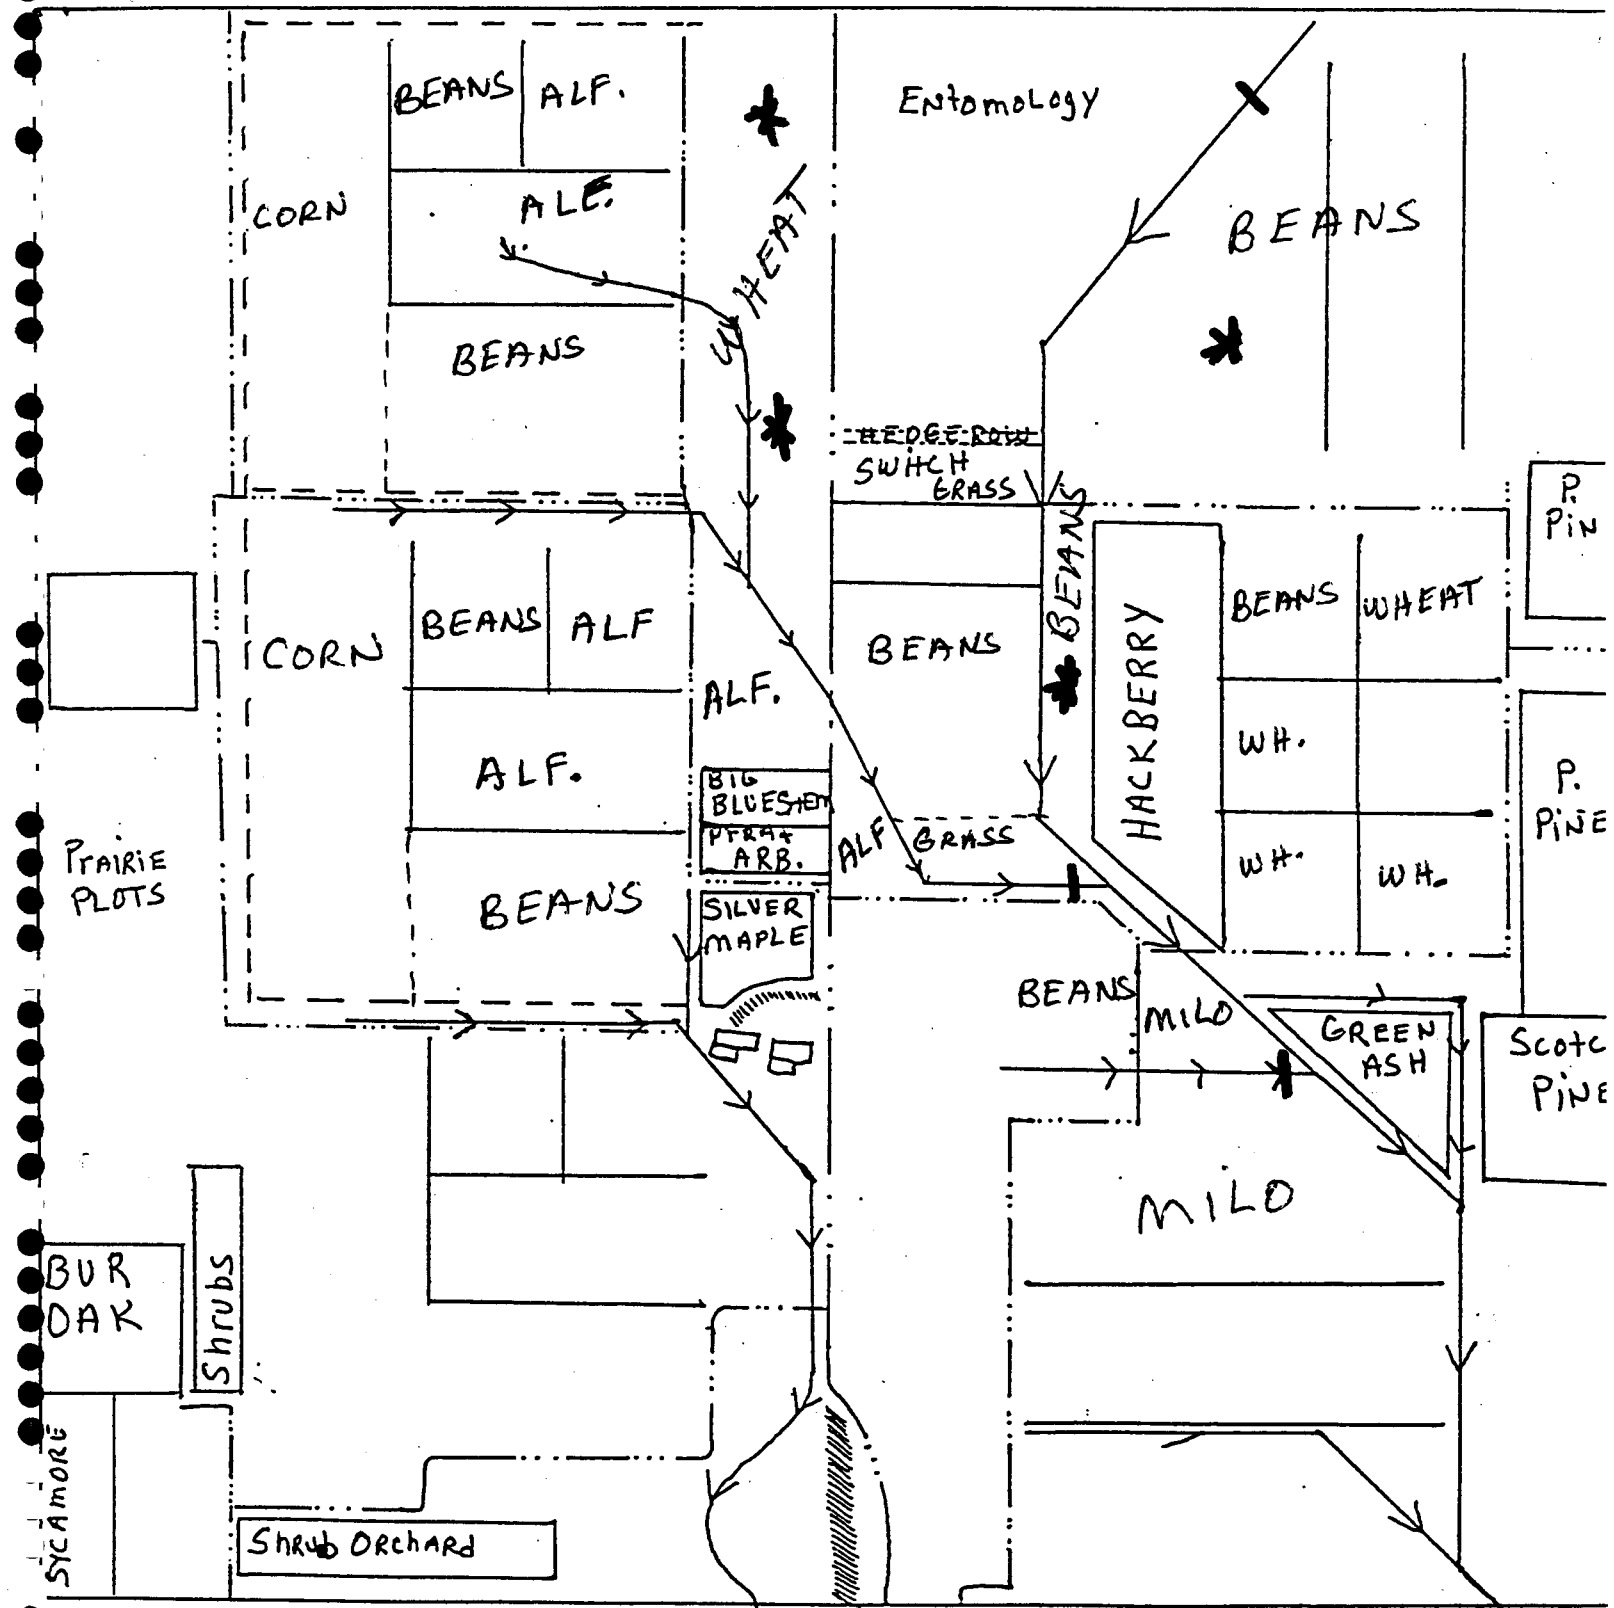 BEANS
ALF.
Entomology
CORN
ALF.
WHEAT
BEANS
BEANS
HEDGE ROW
SWITCH
GRASS
P.
PIN
CORN
BEANS
ALF
ALF.
BEANS
BEANS
HACKBERRY
BEANS
WHEAT
ALF.
WH.
BIG
BLUESTEM
ARB.
ALF
GRASS
WH.
WH.
P.
PINE
PrAIRIE
PLOTS
BEANS
SILVER
MAPLE
BEANS
MILO
GREEN
ASH
Scotc
PINE
MILO
BUR
OAK
Shrubs
SYCAMORE
Shrub ORchARd